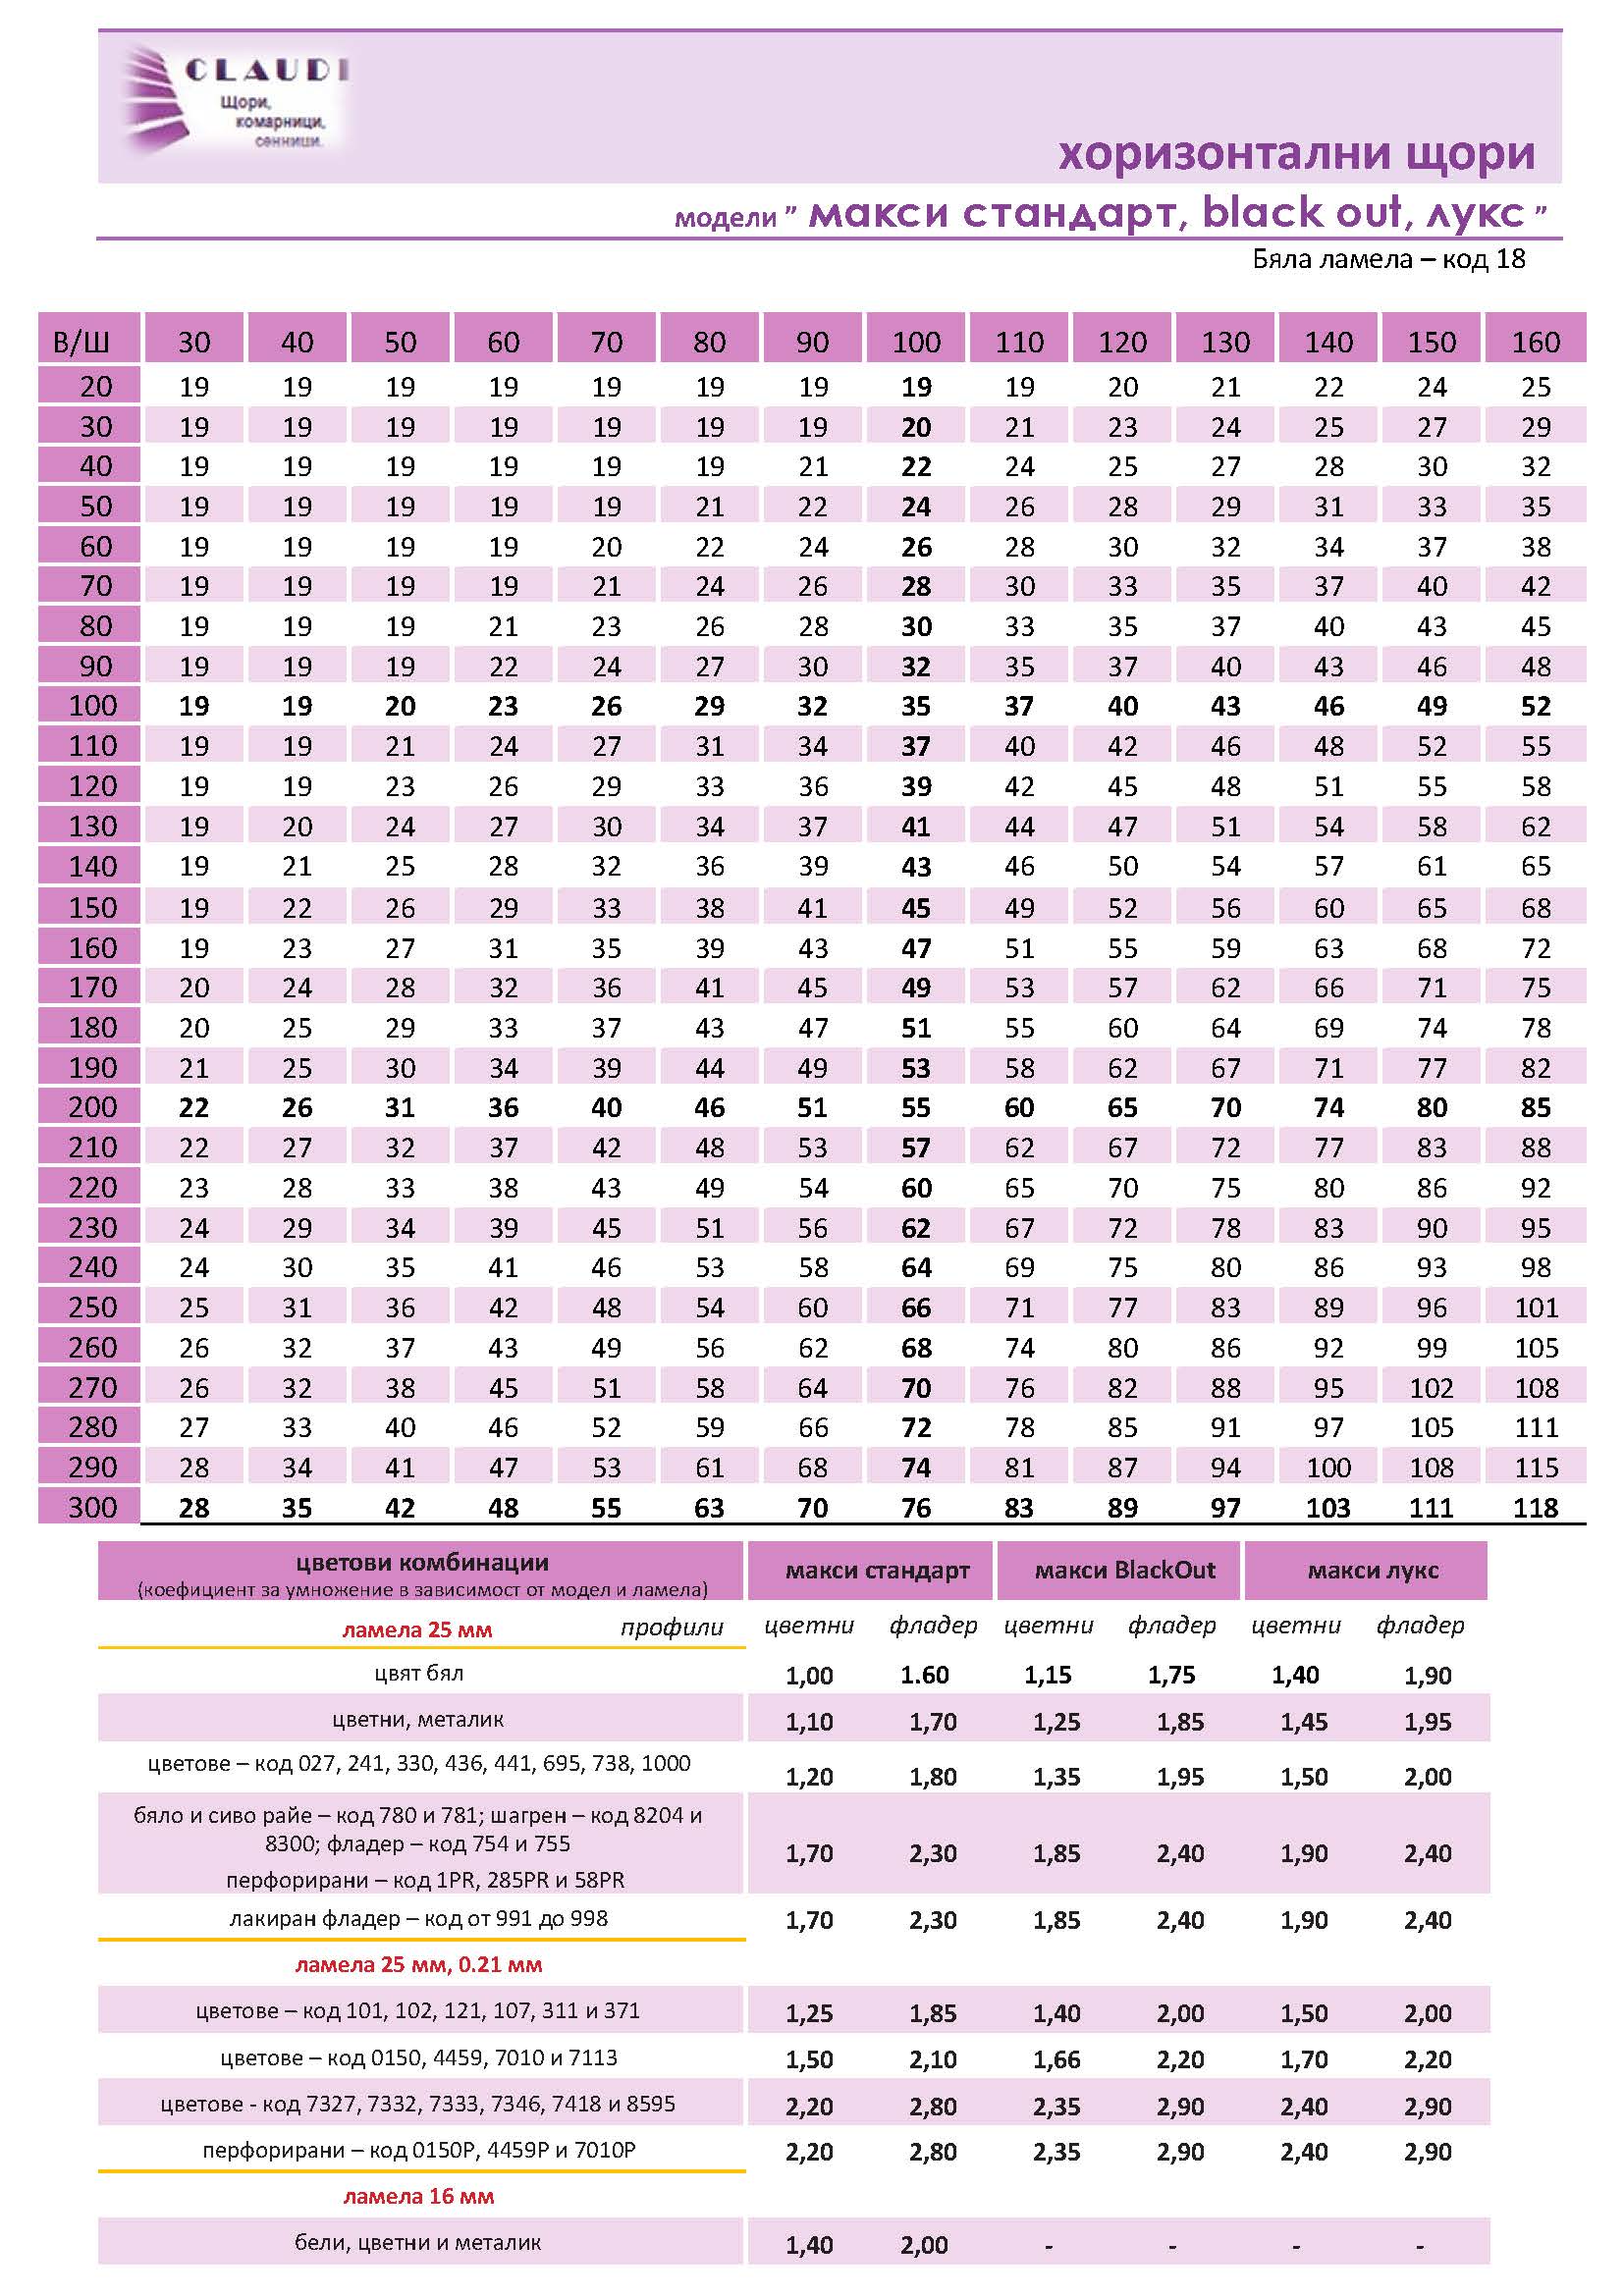 CLAUDI
Щори,
комарници,
сенници.
хоризонтални щори
модели ” макси стандарт, black out, лукс ”
Бяла ламела – код 18
В/Ш 30 40 50 60 70 80 90 100 110 120 130 140 150 160
20 19 19 19 19 19 19 19 19 19 20 21 22 24 25
30 19 19 19 19 19 19 19 20 21 23 24 25 27 29
40 19 19 19 19 19 19 21 22 24 25 27 28 30 32
50 19 19 19 19 19 21 22 24 26 28 29 31 33 35
60 19 19 19 19 20 22 24 26 28 30 32 34 37 38
70 19 19 19 19 21 24 26 28 30 33 35 37 40 42
80 19 19 19 21 23 26 28 30 33 35 37 40 43 45
90 19 19 19 22 24 27 30 32 35 37 40 43 46 48
100 19 19 20 23 26 29 32 35 37 40 43 46 49 52
110 19 19 21 24 27 31 34 37 40 42 46 48 52 55
120 19 19 23 26 29 33 36 39 42 45 48 51 55 58
130 19 20 24 27 30 34 37 41 44 47 51 54 58 62
140 19 21 25 28 32 36 39 43 46 50 54 57 61 65
150 19 22 26 29 33 38 41 45 49 52 56 60 65 68
160 19 23 27 31 35 39 43 47 51 55 59 63 68 72
170 20 24 28 32 36 41 45 49 53 57 62 66 71 75
180 20 25 29 33 37 43 47 51 55 60 64 69 74 78
190 21 25 30 34 39 44 49 53 58 62 67 71 77 82
200 22 26 31 36 40 46 51 55 60 65 70 74 80 85
210 22 27 32 37 42 48 53 57 62 67 72 77 83 88
220 23 28 33 38 43 49 54 60 65 70 75 80 86 92
230 24 29 34 39 45 51 56 62 67 72 78 83 90 95
240 24 30 35 41 46 53 58 64 69 75 80 86 93 98
250 25 31 36 42 48 54 60 66 71 77 83 89 96 101
260 26 32 37 43 49 56 62 68 74 80 86 92 99 105
270 26 32 38 45 51 58 64 70 76 82 88 95 102 108
280 27 33 40 46 52 59 66 72 78 85 91 97 105 111
290 28 34 41 47 53 61 68 74 81 87 94 100 108 115
300 28 35 42 48 55 63 70 76 83 89 97 103 111 118
цветови комбинации макси стандарт макси BlackOut макси лукс
(коефициент за умножение в зависимост от модел и ламела)
ламела 25 мм профили цветни фладер цветни фладер цветни фладер
цвят бял 1,00 1.60 1,15 1,75 1,40 1,90
цветни, металик 1,10 1,70 1,25 1,85 1,45 1,95
цветове – код 027, 241, 330, 436, 441, 695, 738, 1000 1,20 1,80 1,35 1,95 1,50 2,00
бяло и сиво райе – код 780 и 781; шагрен – код 8204 и
8300; фладер – код 754 и 755 1,70 2,30 1,85 2,40 1,90 2,40
перфорирани – код 1PR, 285PR и 58PR
лакиран фладер – код от 991 до 998 1,70 2,30 1,85 2,40 1,90 2,40
ламела 25 мм, 0.21 мм
цветове – код 101, 102, 121, 107, 311 и 371 1,25 1,85 1,40 2,00 1,50 2,00
цветове – код 0150, 4459, 7010 и 7113 1,50 2,10 1,66 2,20 1,70 2,20
цветове - код 7327, 7332, 7333, 7346, 7418 и 8595 2,20 2,80 2,35 2,90 2,40 2,90
перфорирани – код 0150P, 4459P и 7010P 2,20 2,80 2,35 2,90 2,40 2,90
ламела 16 мм
бели, цветни и металик 1,40 2,00 - - - -